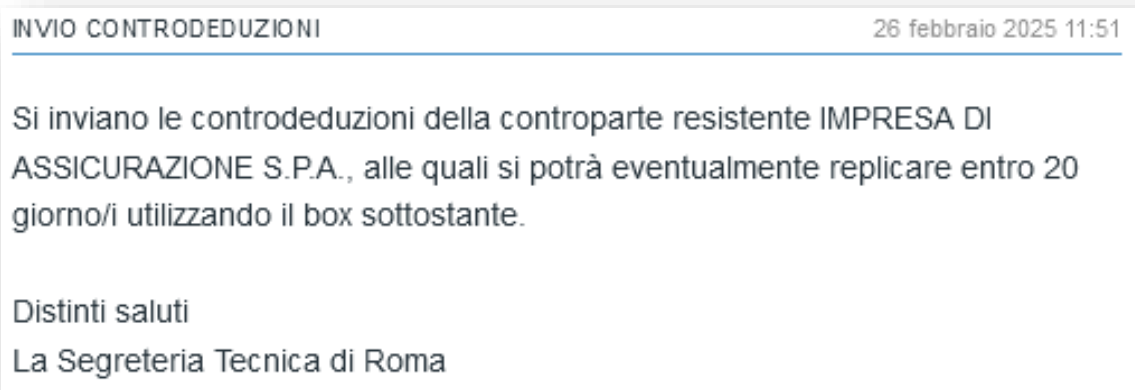 INVIO CONTRODEDUZIONI
26 febbraio 2025 11:51
Si inviano le controdeduzioni della controparte resistente IMPRESA DI
ASSICURAZIONE S.P.A., alle quali si potrà eventualmente replicare entro 20
giorno/i utilizzando il box sottostante.
Distinti saluti
La Segreteria Tecnica di Roma